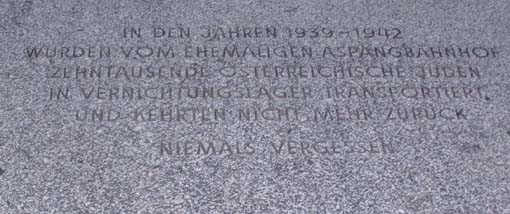 IN DEN JAHREN 1939-1942
WURDEN VOM EHEMALIGEN ASPANGBAHNHOF
ZEHNTAUSENDE ÖSTERREICHISCHE JUDEN
IN VERNICHTUNGSLAGER TRANSPORTIERT
UND KEHRTEN NICHT MEHR ZURÜCK
NIEMALS VERGESSEN